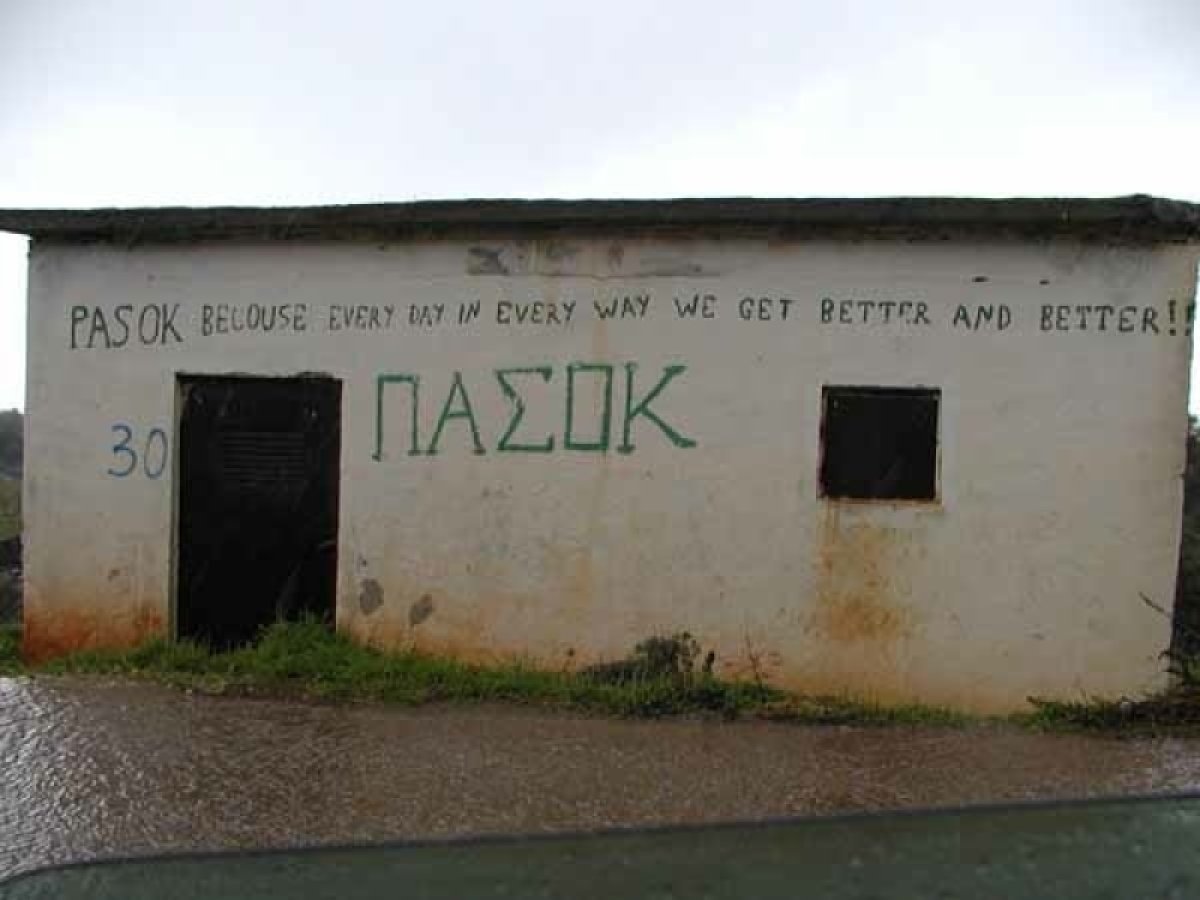 PASOK BECOUSE EVERY DAY IN EVERY WAY WE GET BETTER AND BETTER!!
ΠΑΣΟΚ
30